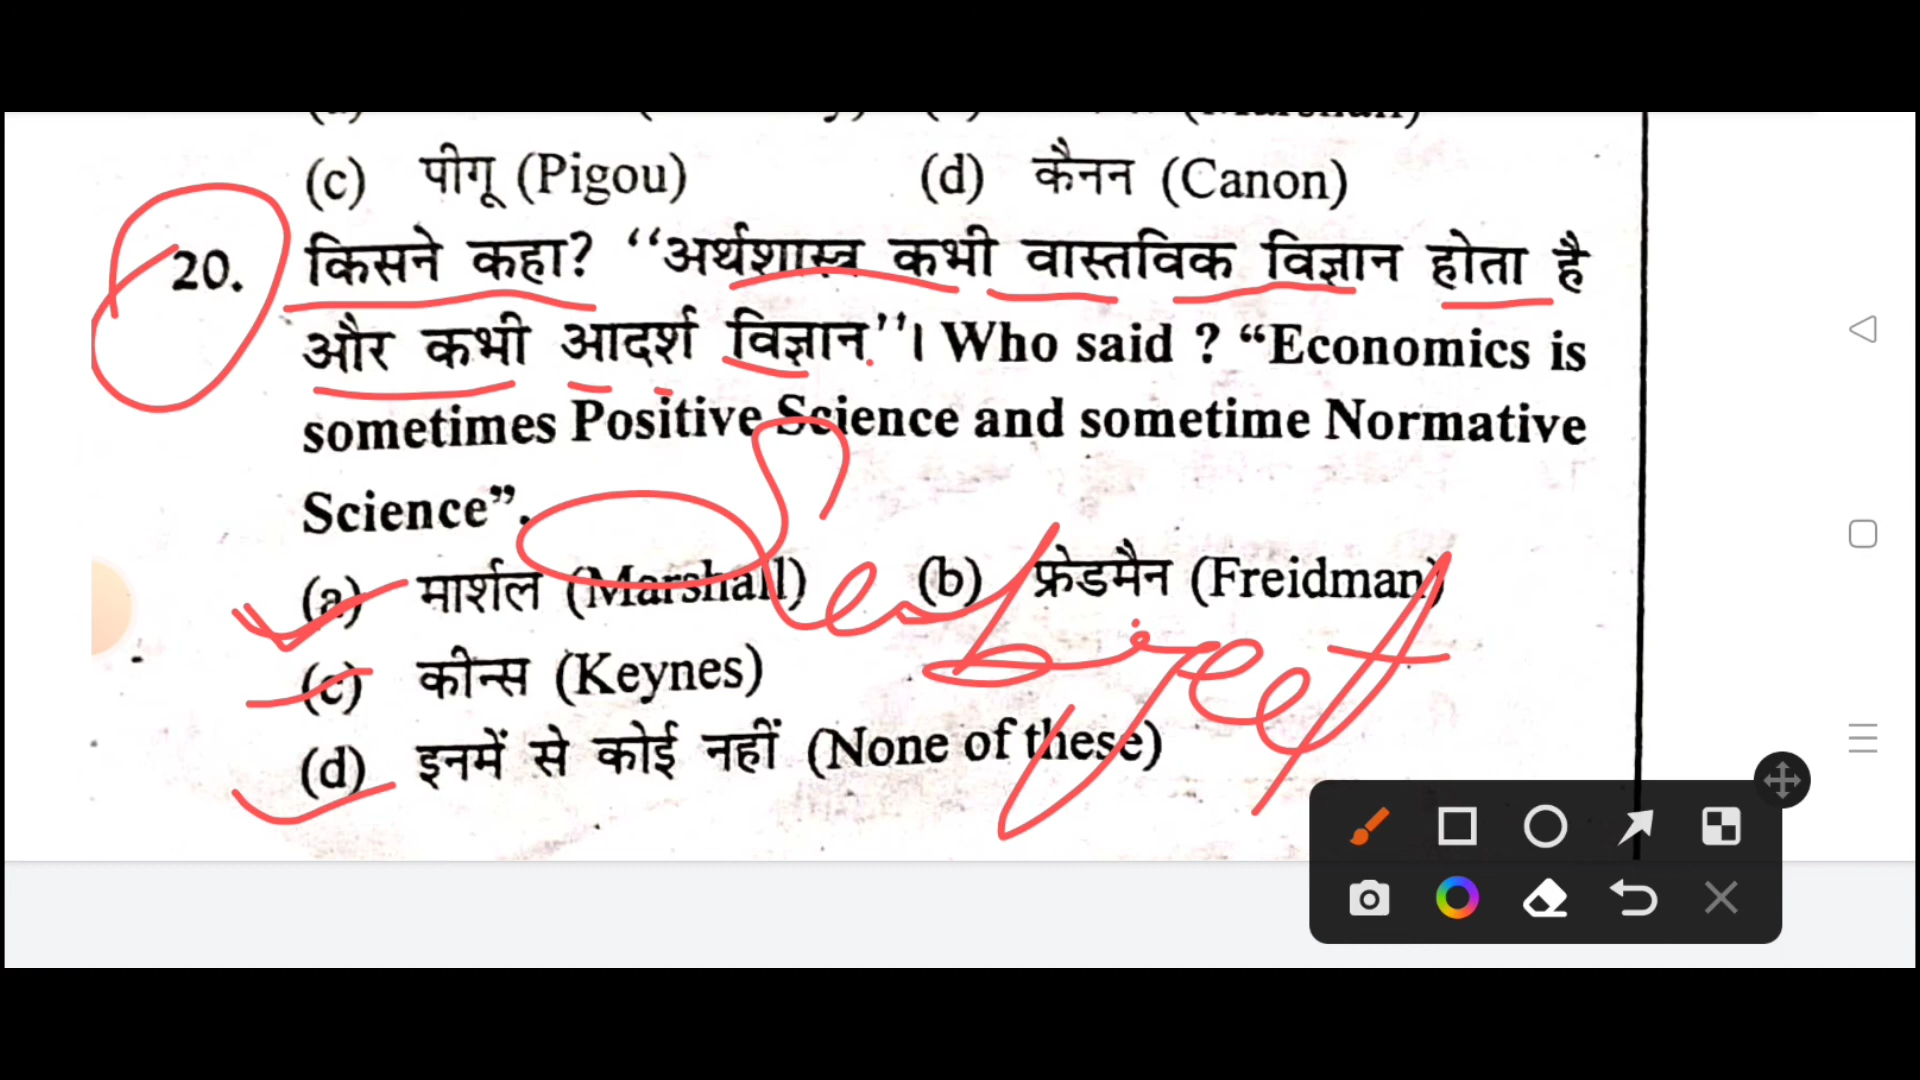 (c) पीगू (Pigou) (d) कैनन (Canon)
20. किसने कहा? ‘‘अर्थशास्त्र कभी वास्तविक विज्ञान होता है
और कभी आदर्श विज्ञान’’। Who said ? “Economics is
sometimes Positive Science and sometime Normative
Science”.
(a) मार्शल (Marshall) (b) फ्रेडमैन (Freidman)
(c) कीन्स (Keynes)
(d) इनमें से कोई नहीं (None of these)